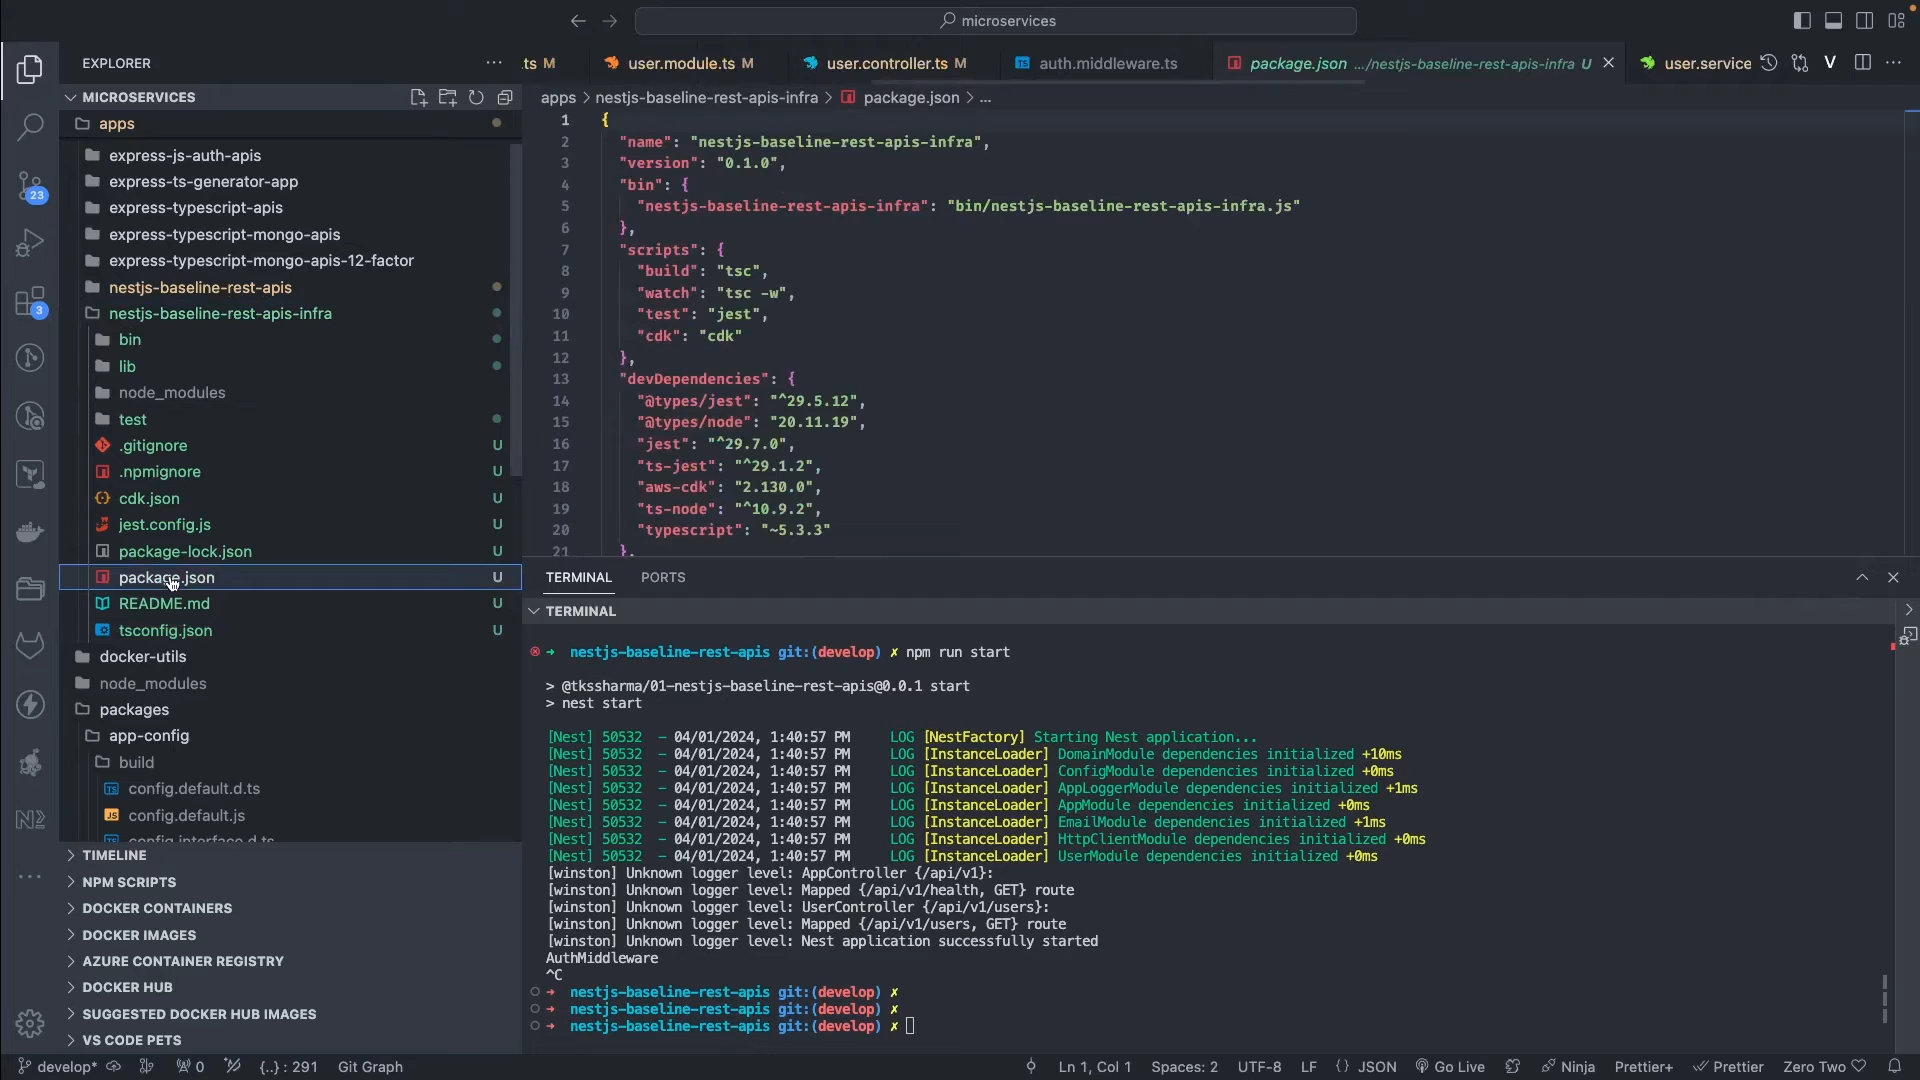 microservices
EXPLORER
.ts M
user.module.ts M
user.controller.ts M
auth.middleware.ts
package.json .../nestjs-baseline-rest-apis-infra U
user.service
MICROSERVICES
apps > nestjs-baseline-rest-apis-infra > package.json > ...
apps
express-js-auth-apis
express-ts-generator-app
express-typescript-apis
express-typescript-mongo-apis
express-typescript-mongo-apis-12-factor
nestjs-baseline-rest-apis
nestjs-baseline-rest-apis-infra
bin
lib
node_modules
test
.gitignore U
.npmignore U
cdk.json U
jest.config.js U
package-lock.json U
package.json U
README.md U
tsconfig.json U
docker-utils
node_modules
packages
app-config
build
config.default.d.ts
config.default.js
config.interface.d.ts
TIMELINE
NPM SCRIPTS
DOCKER CONTAINERS
DOCKER IMAGES
AZURE CONTAINER REGISTRY
DOCKER HUB
SUGGESTED DOCKER HUB IMAGES
VS CODE PETS
23
3
1 {
2 "name": "nestjs-baseline-rest-apis-infra",
3 "version": "0.1.0",
4 "bin": {
5 "nestjs-baseline-rest-apis-infra": "bin/nestjs-baseline-rest-apis-infra.js"
6 },
7 "scripts": {
8 "build": "tsc",
9 "watch": "tsc -w",
10 "test": "jest",
11 "cdk": "cdk"
12 },
13 "devDependencies": {
14 "@types/jest": "^29.5.12",
15 "@types/node": "20.11.19",
16 "jest": "^29.7.0",
17 "ts-jest": "^29.1.2",
18 "aws-cdk": "2.130.0",
19 "ts-node": "^10.9.2",
20 "typescript": "~5.3.3"
21 },
TERMINAL PORTS
TERMINAL
nestjs-baseline-rest-apis git:(develop) ✗ npm run start
> @tkssharma/01-nestjs-baseline-rest-apis@0.0.1 start
> nest start
[Nest] 50532 - 04/01/2024, 1:40:57 PM LOG [NestFactory] Starting Nest application...
[Nest] 50532 - 04/01/2024, 1:40:57 PM LOG [InstanceLoader] DomainModule dependencies initialized +10ms
[Nest] 50532 - 04/01/2024, 1:40:57 PM LOG [InstanceLoader] ConfigModule dependencies initialized +0ms
[Nest] 50532 - 04/01/2024, 1:40:57 PM LOG [InstanceLoader] AppLoggerModule dependencies initialized +1ms
[Nest] 50532 - 04/01/2024, 1:40:57 PM LOG [InstanceLoader] AppModule dependencies initialized +0ms
[Nest] 50532 - 04/01/2024, 1:40:57 PM LOG [InstanceLoader] EmailModule dependencies initialized +1ms
[Nest] 50532 - 04/01/2024, 1:40:57 PM LOG [InstanceLoader] HttpClientModule dependencies initialized +0ms
[Nest] 50532 - 04/01/2024, 1:40:57 PM LOG [InstanceLoader] UserModule dependencies initialized +0ms
[winston] Unknown logger level: AppController {/api/v1}:
[winston] Unknown logger level: Mapped {/api/v1/health, GET} route
[winston] Unknown logger level: UserController {/api/v1/users}:
[winston] Unknown logger level: Mapped {/api/v1/users, GET} route
[winston] Unknown logger level: Nest application successfully started
AuthMiddleware
^C
nestjs-baseline-rest-apis git:(develop) ✗
nestjs-baseline-rest-apis git:(develop) ✗
nestjs-baseline-rest-apis git:(develop) ✗
develop* 0 {..} : 291 Git Graph Ln 1, Col 1 Spaces: 2 UTF-8 LF {} JSON Go Live Ninja Prettier+ Prettier Zero Two